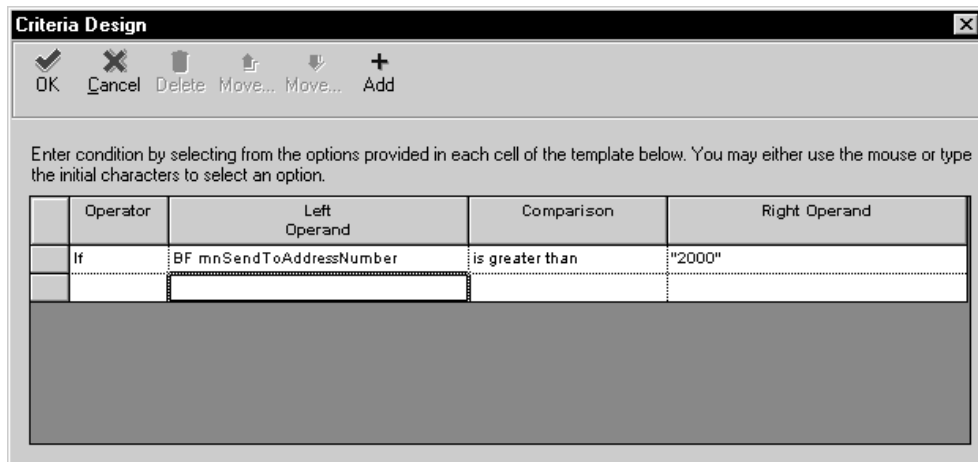 Criteria Design
OK Cancel Delete Move... Move... Add
Enter condition by selecting from the options provided in each cell of the template below. You may either use the mouse or type
the initial characters to select an option.
Operator Left Operand Comparison Right Operand
If BF mnSendToAddressNumber is greater than "2000"